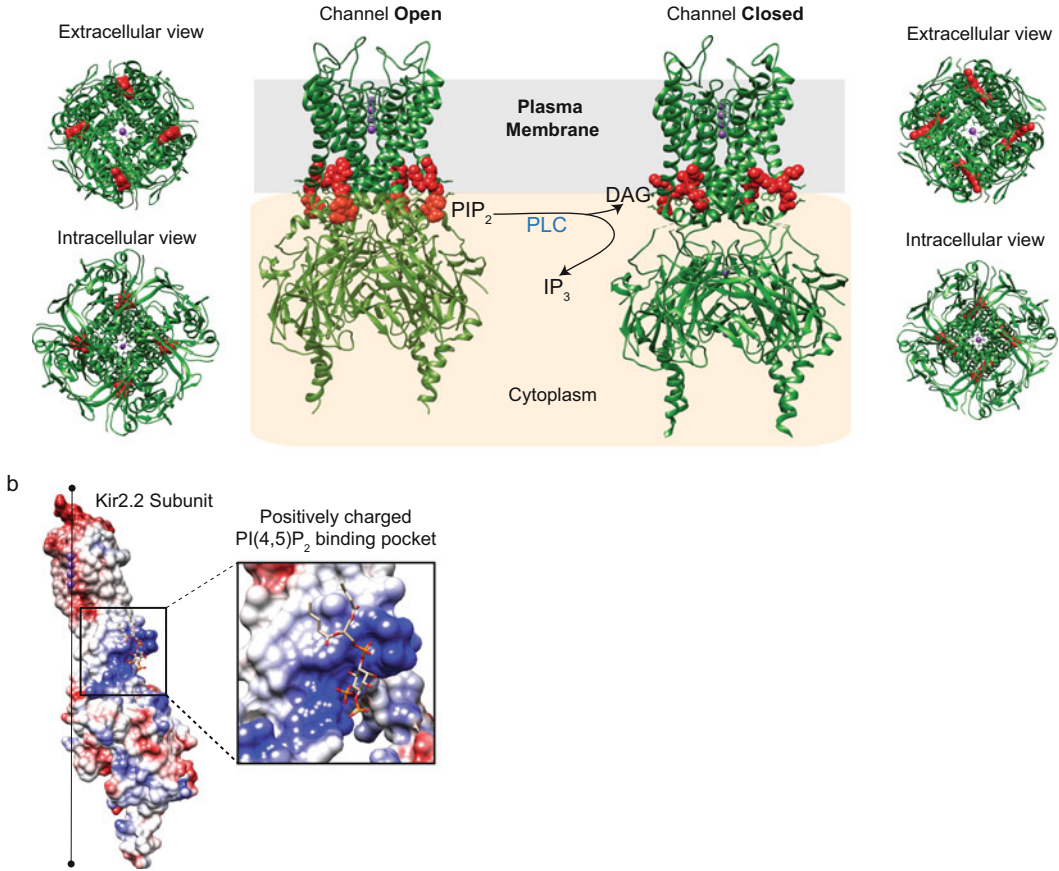 Channel Open
Channel Closed
Extracellular view
Extracellular view
Plasma
Membrane
PIP2
PLC
DAG
IP3
Intracellular view
Intracellular view
Cytoplasm
b
Kir2.2 Subunit
Positively charged
PI(4,5)P2 binding pocket